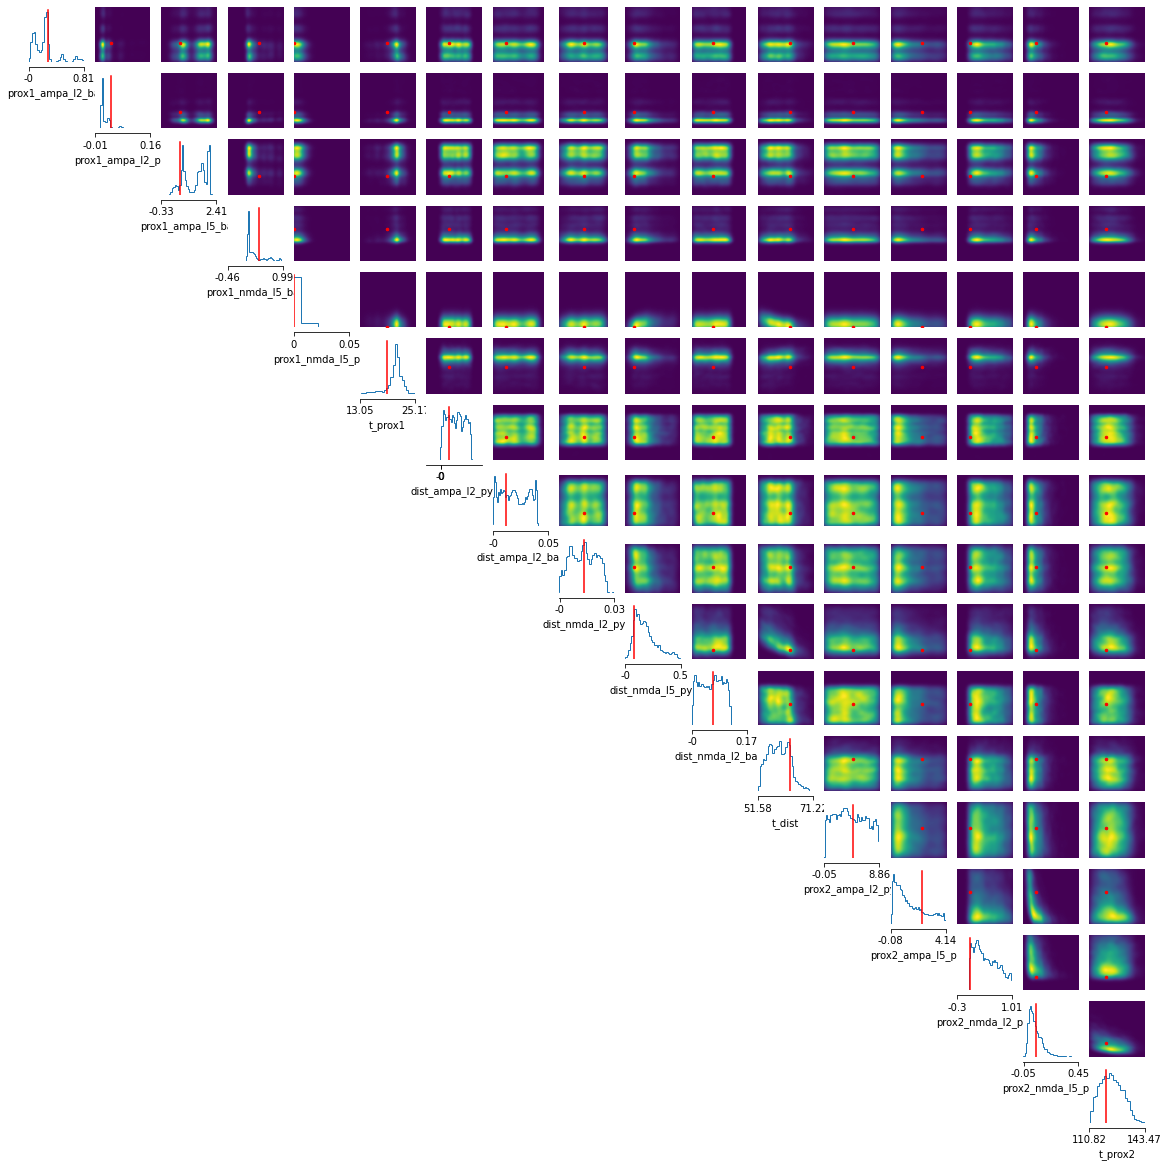 -0 0.81
prox1_ampa_l2_ba
-0.01 0.16
prox1_ampa_l2_p
-0.33 2.41
prox1_ampa_l5_ba
-0.46 0.99
prox1_nmda_l5_b
0 0.05
prox1_nmda_l5_p
13.05 25.17
t_prox1
-0
dist_ampa_l2_py
-0 0.05
dist_ampa_l2_ba
-0 0.03
dist_nmda_l2_py
-0 0.5
dist_nmda_l5_py
-0 0.17
dist_nmda_l2_ba
51.58 71.22
t_dist
-0.05 8.86
prox2_ampa_l2_py
-0.08 4.14
prox2_ampa_l5_p
-0.3 1.01
prox2_nmda_l2_p
-0.05 0.45
prox2_nmda_l5_p
110.82 143.47
t_prox2